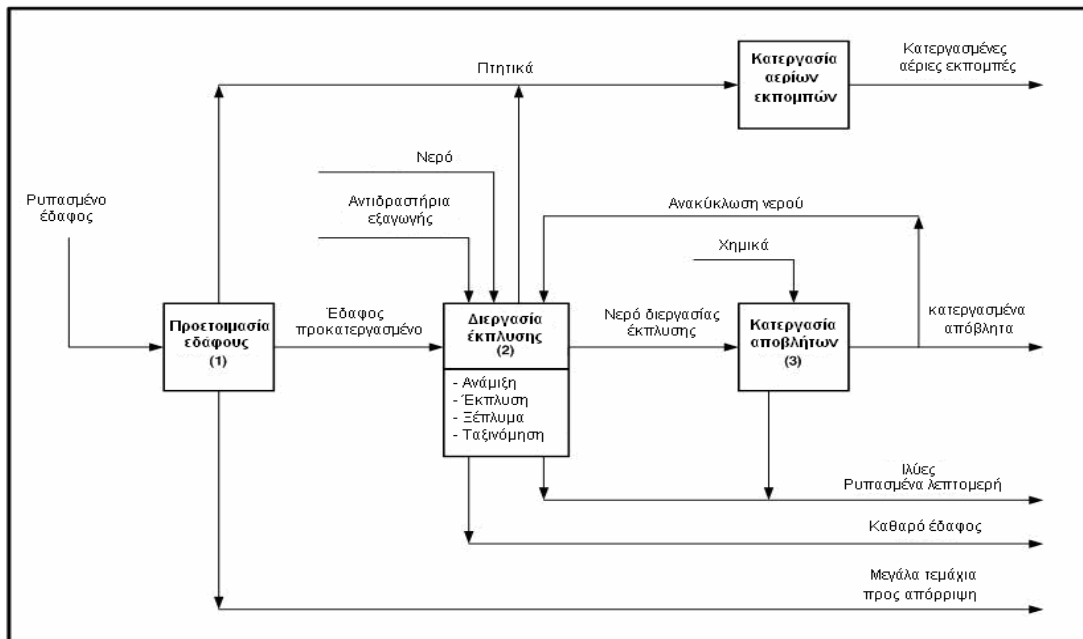 Πτητικά
Κατεργασία
αερίων
εκπομπών
Κατεργασμένες
αέριες εκπομπές
Νερό
Ρυπασμένο
έδαφος
Αντιδραστήρια
εξαγωγής
Ανακύκλωση νερού
Χημικά
Προετοιμασία
εδάφους
(1)
Έδαφος
προκατεργασμένο
Διεργασία
έκπλυσης
(2)
- Ανάμιξη
- Έκπλυση
- Ξέπλυμα
- Ταξινόμηση
Νερό διεργασίας
έκπλυσης
Κατεργασία
αποβλήτων
(3)
κατεργασμένα
απόβλητα
Ιλύες
Ρυπασμένα λεπτομερή
Καθαρό έδαφος
Μεγάλα τεμάχια
προς απόρριψη